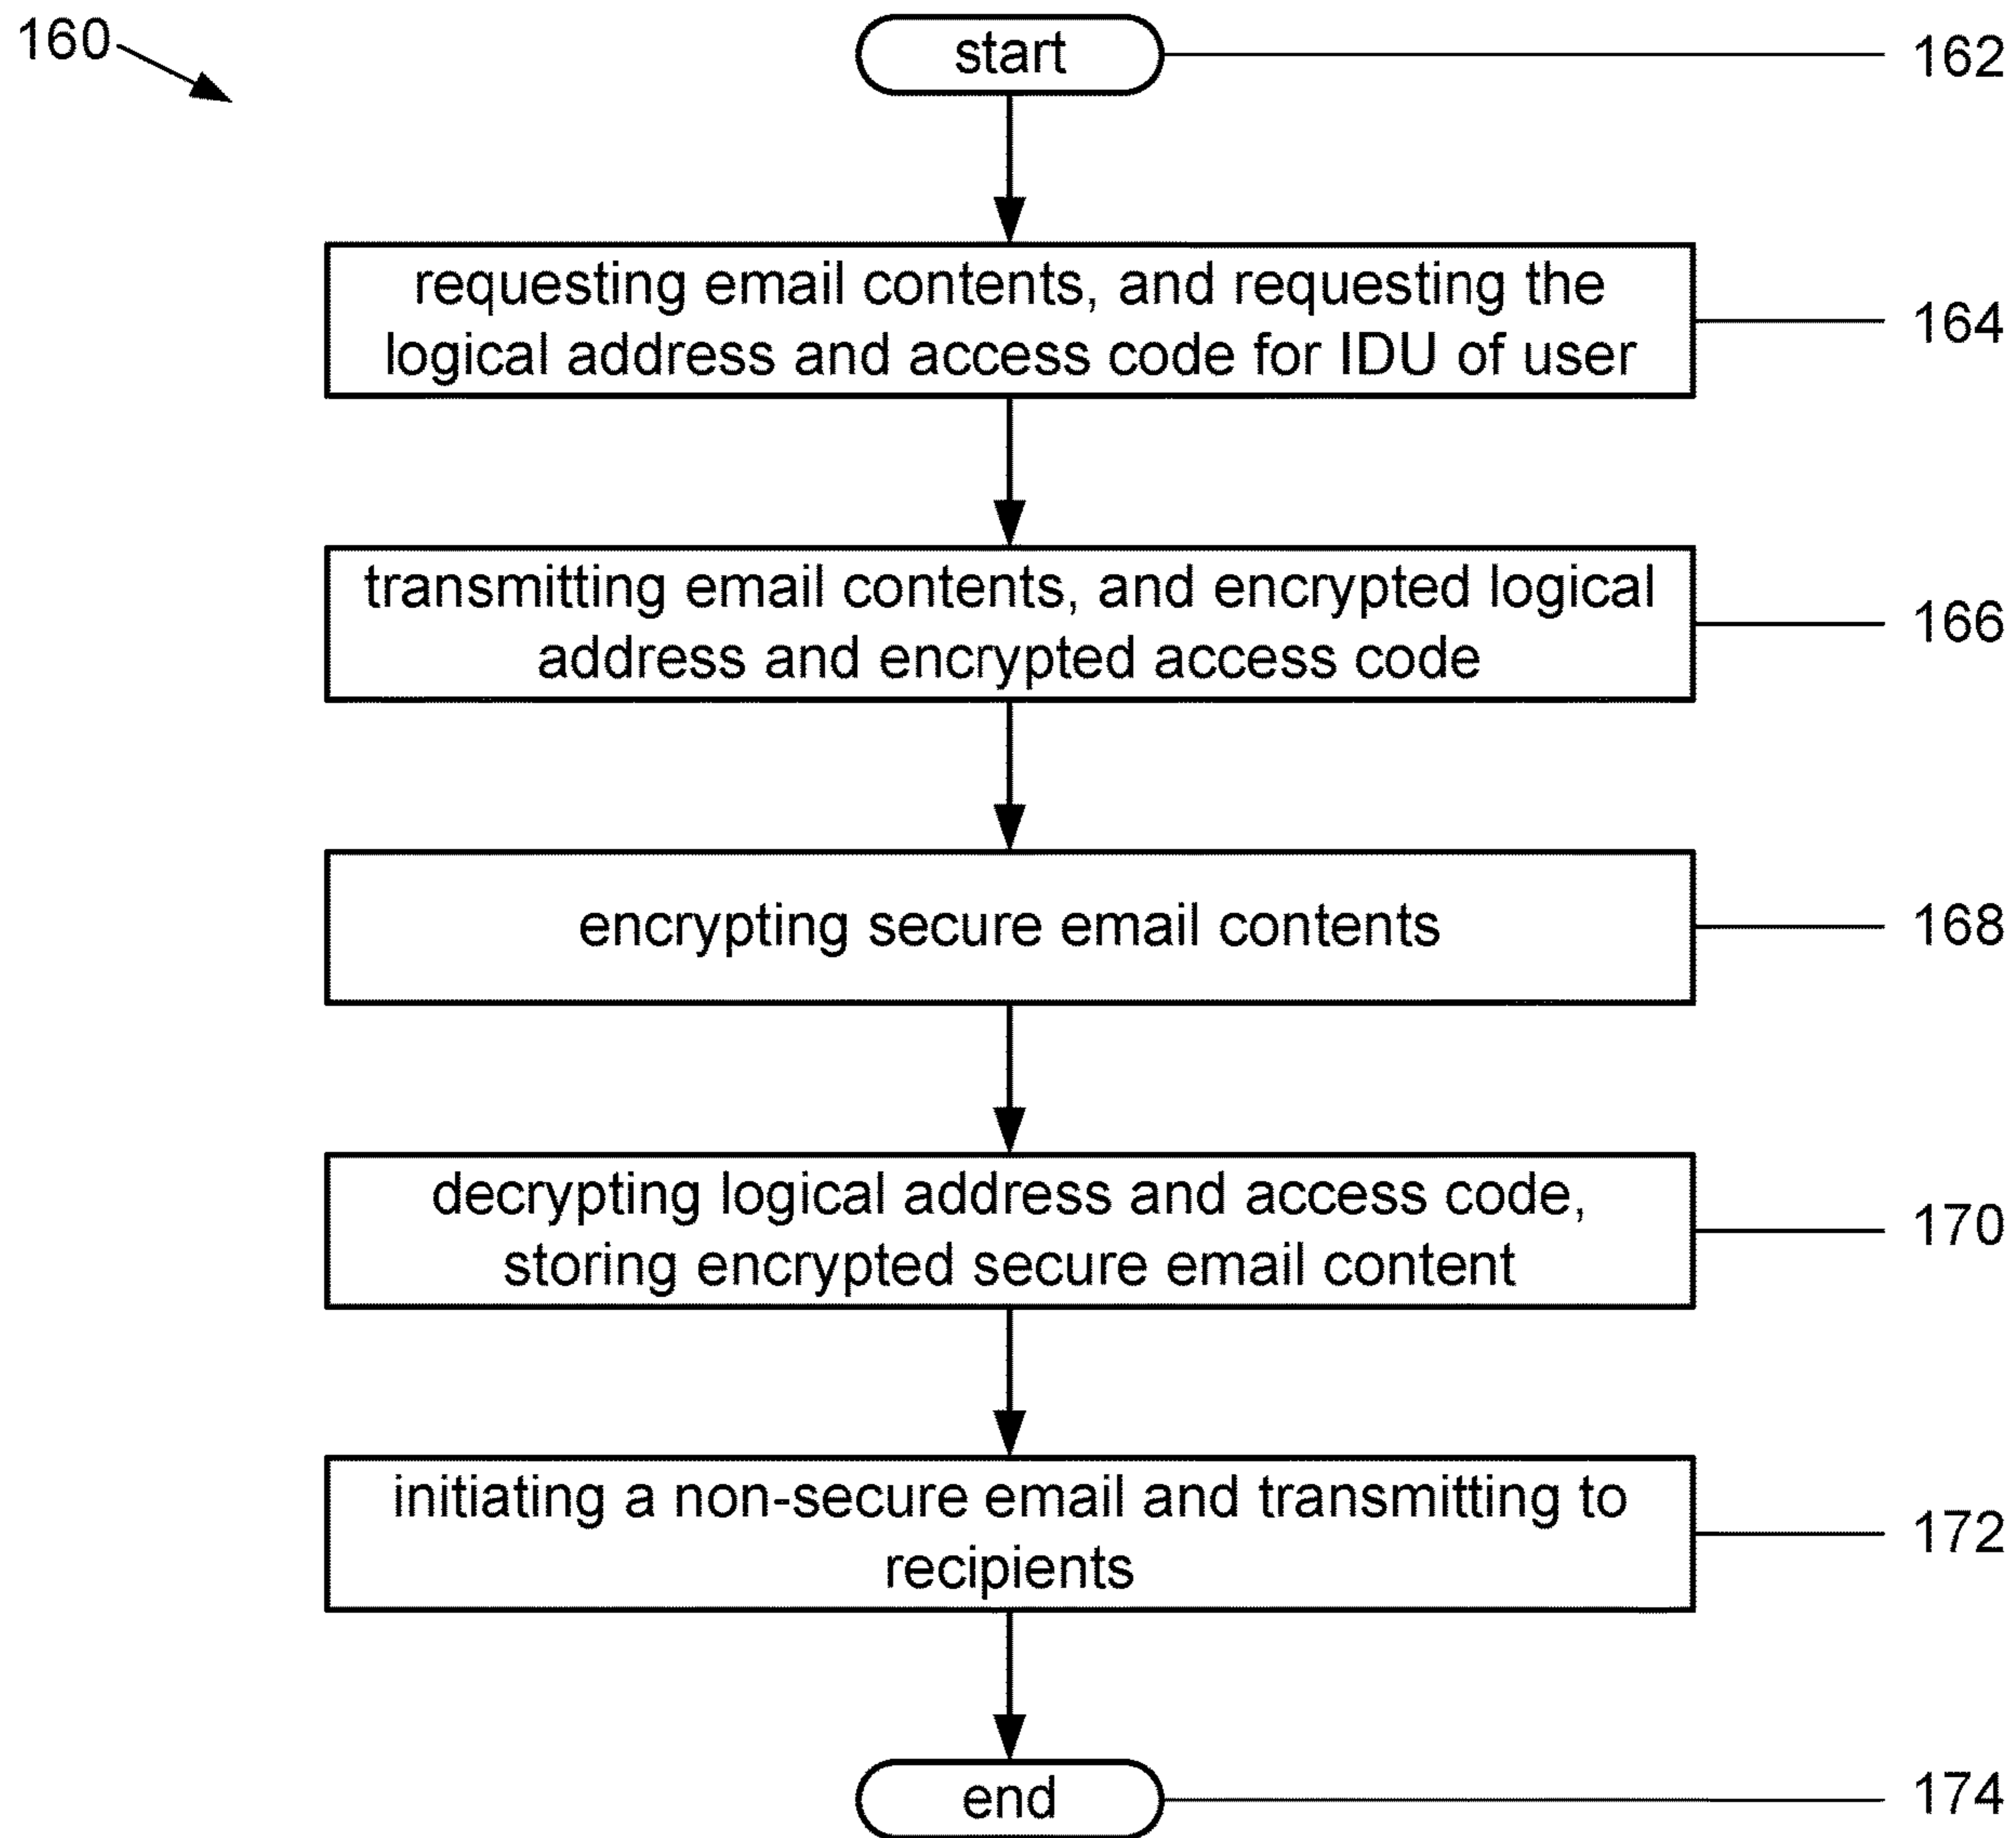 160
start
162
requesting email contents, and requesting the
logical address and access code for IDU of user
164
transmitting email contents, and encrypted logical
address and encrypted access code
166
encrypting secure email contents
168
decrypting logical address and access code,
storing encrypted secure email content
170
initiating a non-secure email and transmitting to
recipients
172
end
174